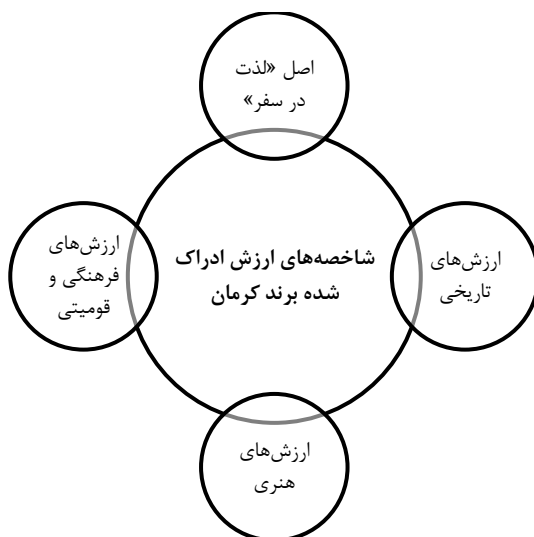 اصل «لذت
در سفر»
ارزش‌های
تاریخی
شاخصه‌های ارزش ادراک
شده برند کرمان
ارزش‌های
فرهنگی و
قومیتی
ارزش‌های
هنری